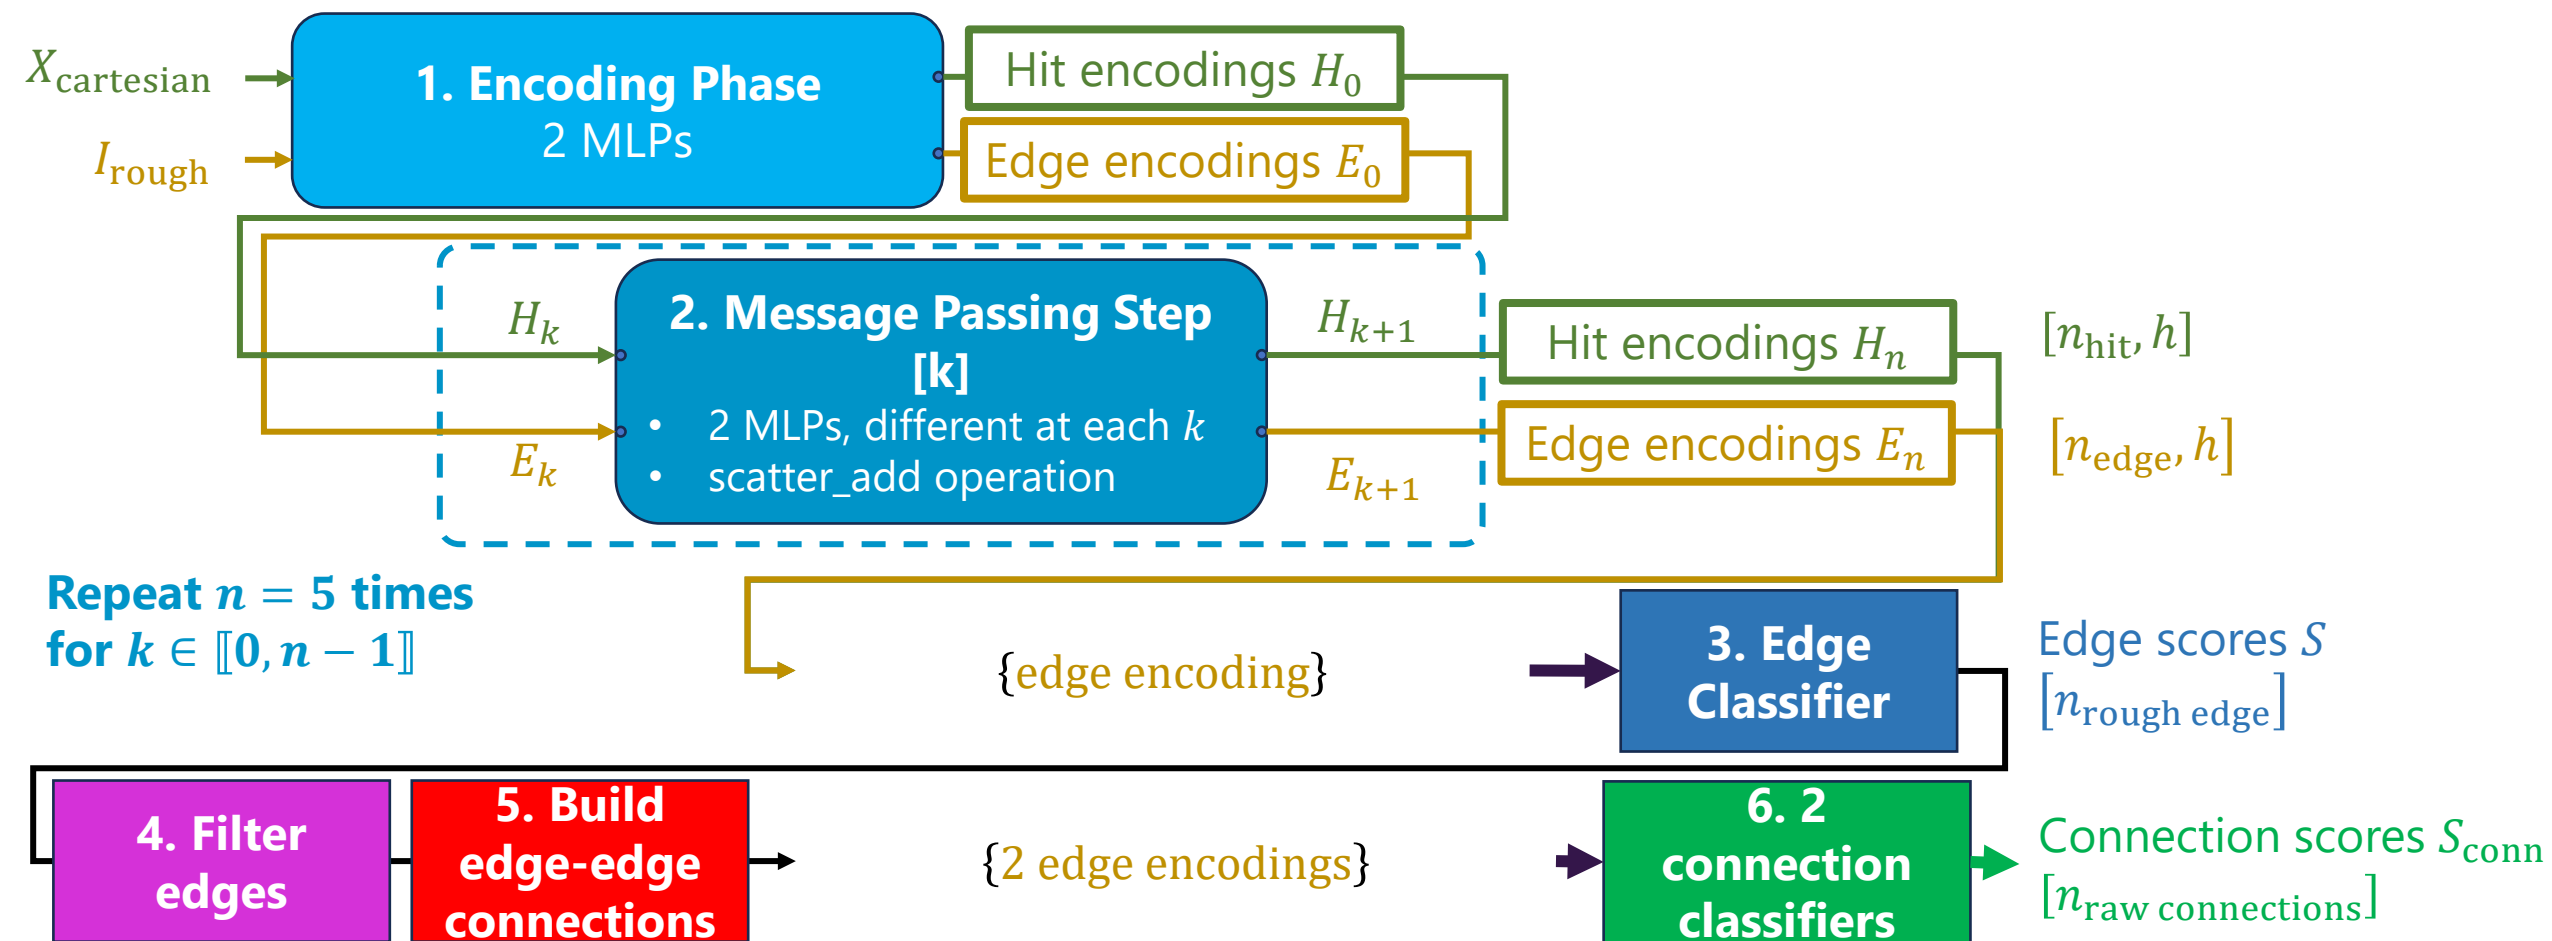 X_cartesian
I_rough
1. Encoding Phase
2 MLPs
Hit encodings H_0
Edge encodings E_0
H_k
E_k
2. Message Passing Step
[k]
• 2 MLPs, different at each k
• scatter_add operation
H_{k+1}
E_{k+1}
Hit encodings H_n
Edge encodings E_n
[n_hit, h]
[n_edge, h]
Repeat n = 5 times
for k ∈ ⟦0, n − 1⟧
{edge encoding}
3. Edge
Classifier
Edge scores S
[n_rough edge]
4. Filter
edges
5. Build
edge-edge
connections
{2 edge encodings}
6. 2
connection
classifiers
Connection scores S_conn
[n_raw connections]